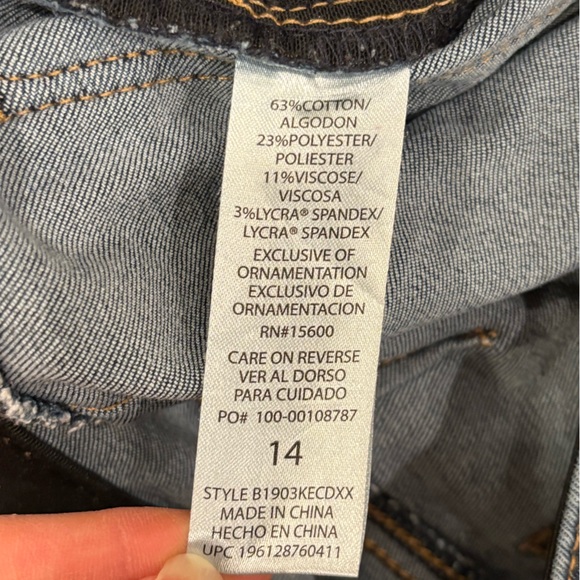 63%COTTON/
ALGODON
23%POLYESTER/
POLIESTER
11%VISCOSE/
VISCOSA
3%LYCRA® SPANDEX/
LYCRA® SPANDEX
EXCLUSIVE OF
ORNAMENTATION
EXCLUSIVO DE
ORNAMENTACION
RN#15600
CARE ON REVERSE
VER AL DORSO
PARA CUIDADO
PO# 100-00108787
14
STYLE B1903KECDXX
MADE IN CHINA
HECHO EN CHINA
UPC 196128760411